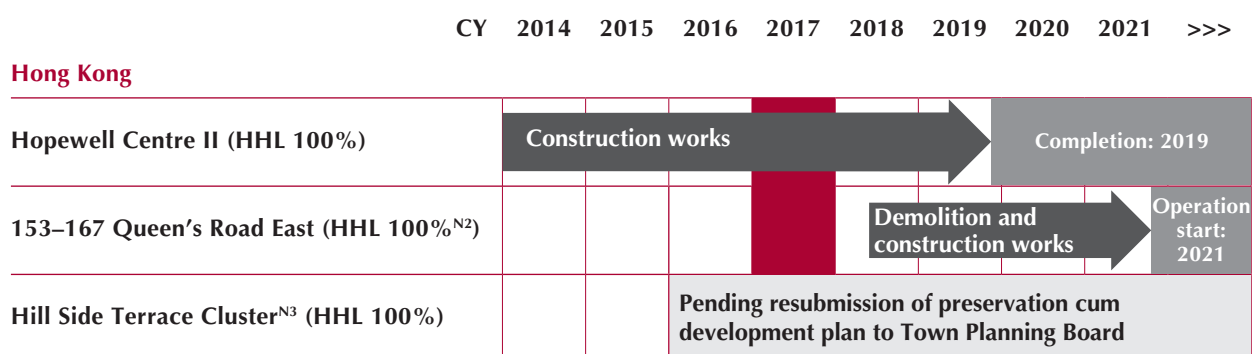 CY 2014 2015 2016 2017 2018 2019 2020 2021 >>>
Hong Kong
Hopewell Centre II (HHL 100%)
Construction works
Completion: 2019
153–167 Queen’s Road East (HHL 100%N2)
Demolition and
construction works
Operation
start:
2021
Hill Side Terrace ClusterN3 (HHL 100%)
Pending resubmission of preservation cum
development plan to Town Planning Board